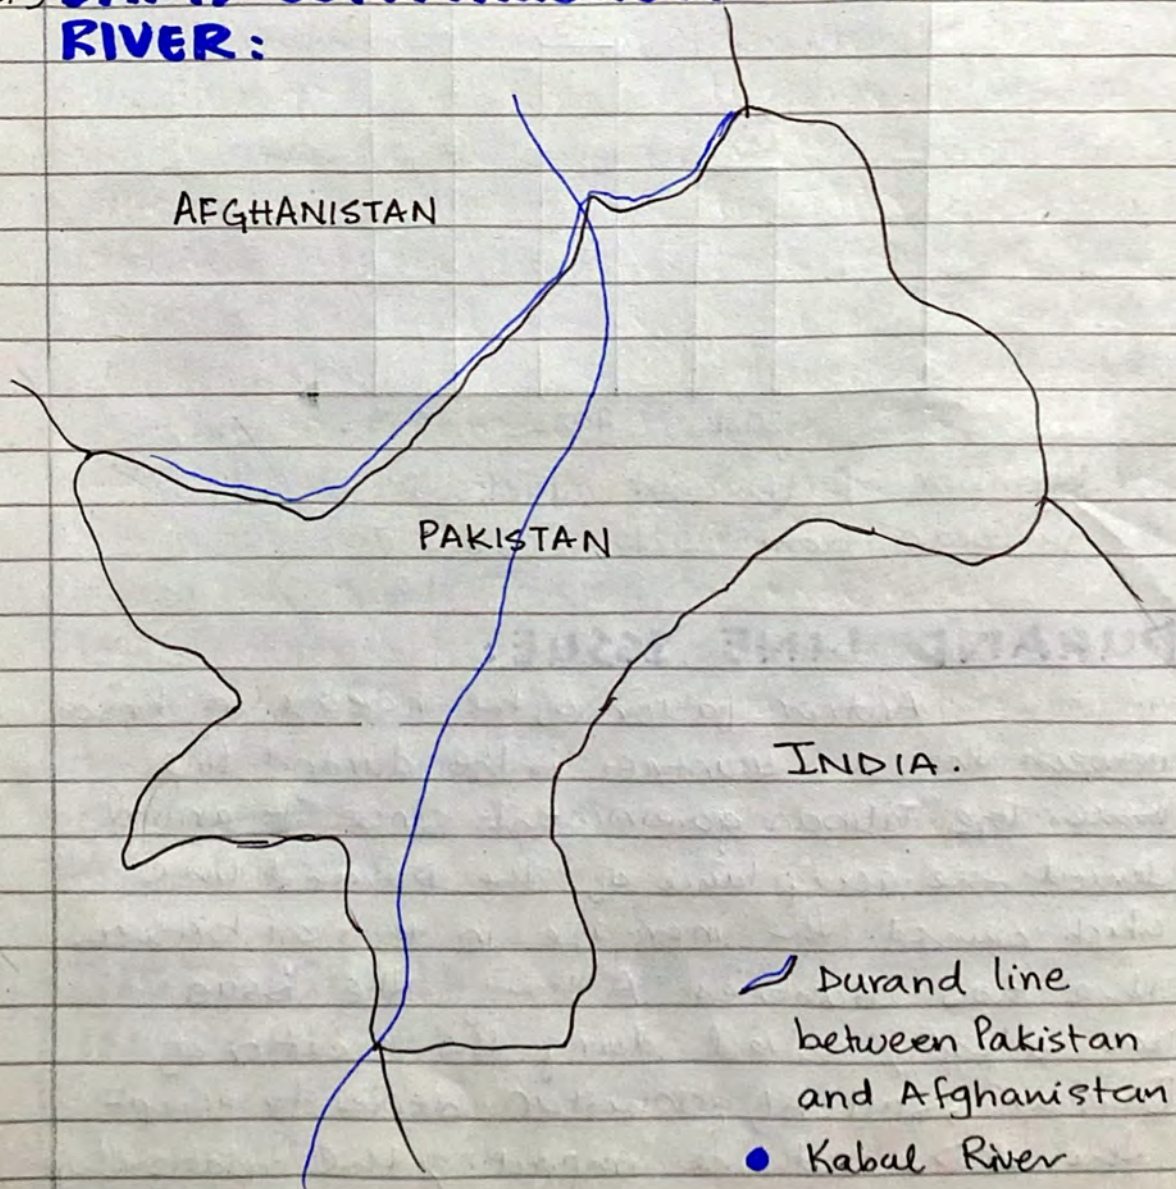 RIVER:
AFGHANISTAN
PAKISTAN
INDIA.
Durand line
between Pakistan
and Afghanistan
Kabul River